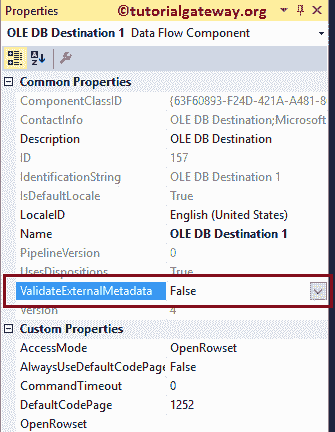 Properties ©tutorialgateway.org
OLE DB Destination 1 Data Flow Component
Common Properties
ComponentClassID {63F60893-F24D-421A-A481-8
ContactInfo OLE DB Destination;Microsoft
Description OLE DB Destination
ID 157
IdentificationString OLE DB Destination 1
IsDefaultLocale True
LocaleID English (United States)
Name OLE DB Destination 1
PipelineVersion 0
UsesDispositions True
ValidateExternalMetadata False
Version 4
Custom Properties
AccessMode OpenRowset
AlwaysUseDefaultCodePage False
CommandTimeout 0
DefaultCodePage 1252
OpenRowset